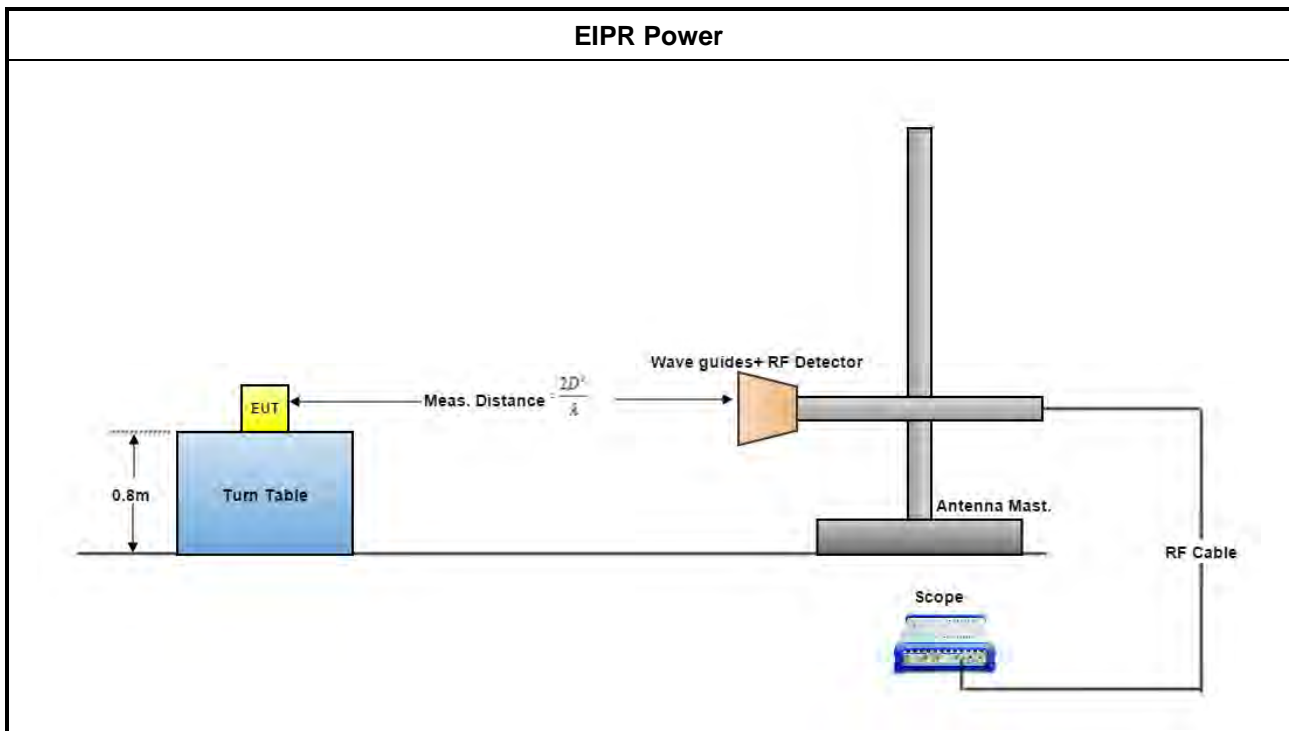 EIPR Power
Wave guides+ RF Detector
EUT
Meas. Distance = 2D²/λ
0.8m
Turn Table
Antenna Mast.
RF Cable
Scope